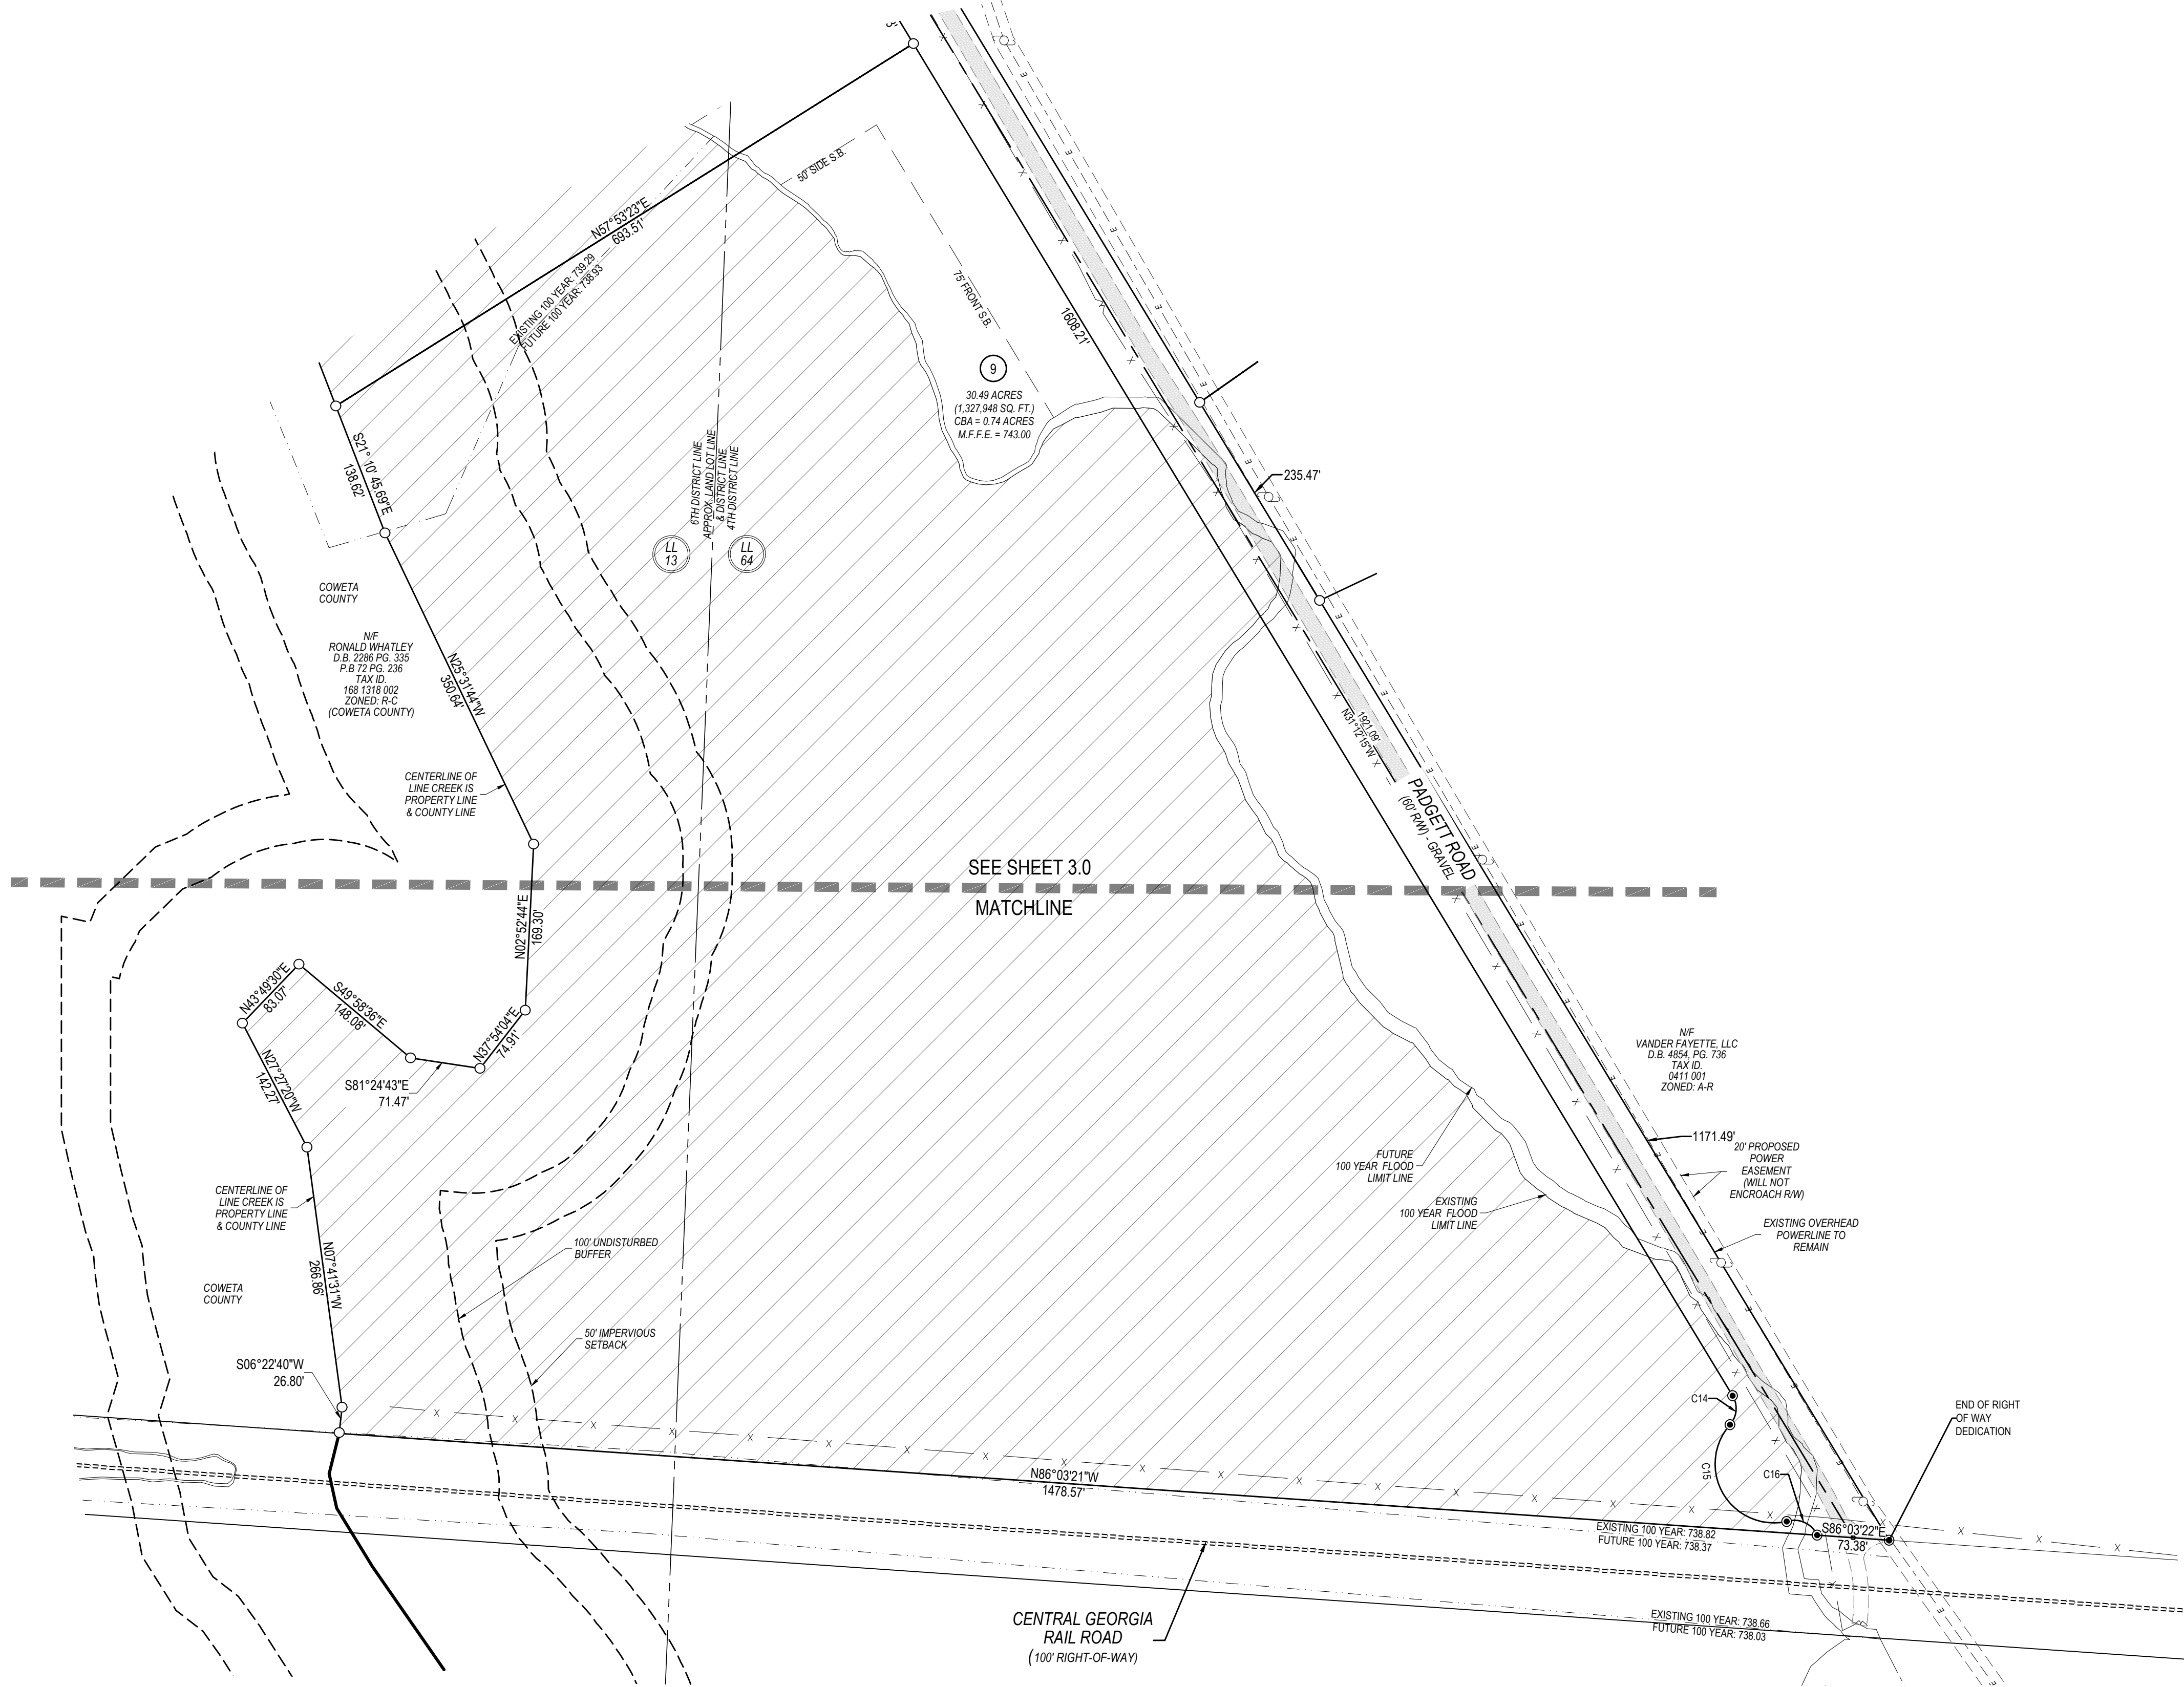 3'
50' SIDE S.B.
N57°53'23"E
693.51'
EXISTING 100 YEAR: 739.29
FUTURE 100 YEAR: 738.93
75' FRONT S.B.
1608.21'
9
30.49 ACRES
(1,327,948 SQ. FT.)
CBA = 0.74 ACRES
M.F.F.E. = 743.00
S21° 10' 45.69"E
138.62'
6TH DISTRICT LINE
APPROX. LAND LOT LINE
& DISTRICT LINE
4TH DISTRICT LINE
LL
13
LL
64
235.47'
COWETA
COUNTY
N/F
RONALD WHATLEY
D.B. 2286 PG. 335
P.B 72 PG. 236
TAX ID.
168 1318 002
ZONED: R-C
(COWETA COUNTY)
N25°31'44"W
350.64'
1921.09'
N31°12'15"W
CENTERLINE OF
LINE CREEK IS
PROPERTY LINE
& COUNTY LINE
PADGETT ROAD
(60' R/W) - GRAVEL
SEE SHEET 3.0
MATCHLINE
N02°52'44"E
169.30'
N43°49'30"E
83.07'
S49°58'36"E
148.08'
N37°54'04"E
74.91'
S81°24'43"E
71.47'
N27°27'20"W
142.27'
N/F
VANDER FAYETTE, LLC
D.B. 4854, PG. 736
TAX ID.
0411 001
ZONED: A-R
1171.49'
20' PROPOSED
POWER
EASEMENT
(WILL NOT
ENCROACH R/W)
FUTURE
100 YEAR FLOOD
LIMIT LINE
EXISTING
100 YEAR FLOOD
LIMIT LINE
EXISTING OVERHEAD
POWERLINE TO
REMAIN
CENTERLINE OF
LINE CREEK IS
PROPERTY LINE
& COUNTY LINE
N07°41'31"W
266.86'
100' UNDISTURBED
BUFFER
COWETA
COUNTY
50' IMPERVIOUS
SETBACK
S06°22'40"W
26.80'
C14
C15
C16
END OF RIGHT
OF WAY
DEDICATION
N86°03'21"W
1478.57'
EXISTING 100 YEAR: 738.82
FUTURE 100 YEAR: 738.37
S86°03'22"E
73.38'
CENTRAL GEORGIA
RAIL ROAD
(100' RIGHT-OF-WAY)
EXISTING 100 YEAR: 738.66
FUTURE 100 YEAR: 738.03